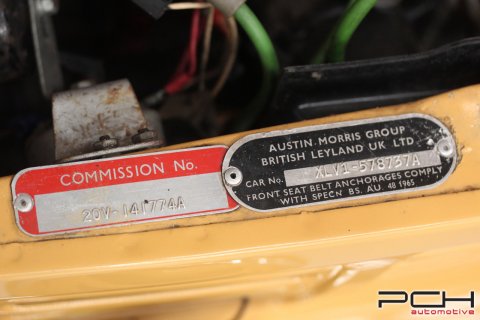 COMMISSION No.
20V-141774A
AUSTIN. MORRIS GROUP
BRITISH LEYLAND UK LTD
CAR No. XLV1-578737A
FRONT SEAT BELT ANCHORAGES COMPLY
WITH SPECN. BS. AU. 48 1965
PCH
automotive